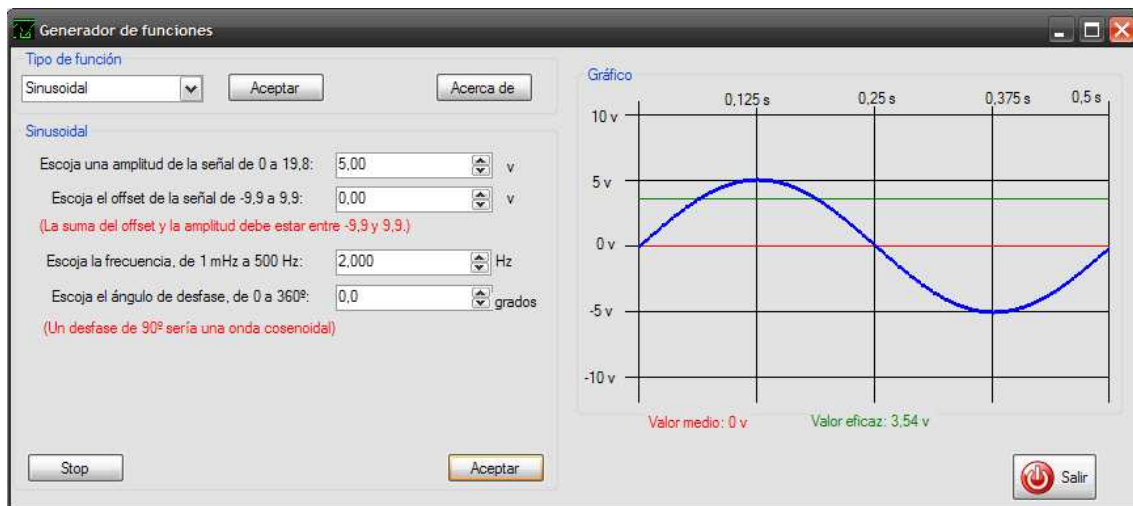 Generador de funciones
Tipo de función
Sinusoidal
Aceptar
Acerca de
Sinusoidal
Escoja una amplitud de la señal de 0 a 19,8: 5,00 v
Escoja el offset de la señal de -9,9 a 9,9: 0,00 v
(La suma del offset y la amplitud debe estar entre -9,9 y 9,9.)
Escoja la frecuencia, de 1 mHz a 500 Hz: 2,000 Hz
Escoja el ángulo de desfase, de 0 a 360º: 0,0 grados
(Un desfase de 90º sería una onda cosenoidal)
Stop
Aceptar
Gráfico
0,125 s 0,25 s 0,375 s 0,5 s
10 v
5 v
0 v
-5 v
-10 v
Valor medio: 0 v Valor eficaz: 3,54 v
Salir